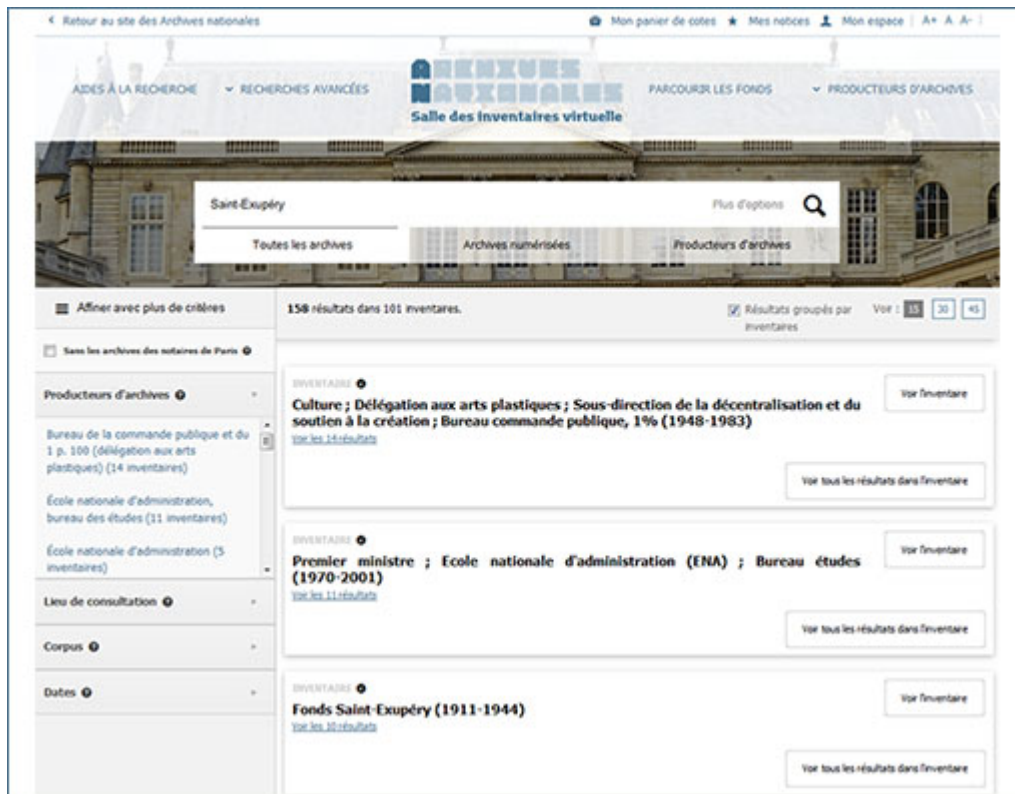 Retour au site des Archives nationales
Mon panier de cotes ★ Mes notices Mon espace | A+ A A-
AIDES À LA RECHERCHE
RECHERCHES AVANCÉES
ARCHIVES
NATIONALES
Salle des inventaires virtuelle
PARCOURIR LES FONDS
PRODUCTEURS D'ARCHIVES
Saint-Exupéry
Plus d'options
Toutes les archives
Archives numérisées
Producteurs d'archives
Affiner avec plus de critères
158 résultats dans 101 inventaires.
Résultats groupés par
inventaires
Voir : 15 30 45
Sans les archives des notaires de Paris
Producteurs d'archives
Bureau de la commande publique et du
1 p. 100 (délégation aux arts
plastiques) (14 inventaires)
École nationale d'administration,
bureau des études (11 inventaires)
École nationale d'administration (5
inventaires)
Lieu de consultation
Corpus
Dates
INVENTAIRE
Culture ; Délégation aux arts plastiques ; Sous-direction de la décentralisation et du
soutien à la création ; Bureau commande publique, 1% (1948-1983)
Voir les 14 résultats
Voir l'inventaire
Voir tous les résultats dans l'inventaire
INVENTAIRE
Premier ministre ; Ecole nationale d'administration (ENA) ; Bureau études
(1970-2001)
Voir les 11 résultats
Voir l'inventaire
Voir tous les résultats dans l'inventaire
INVENTAIRE
Fonds Saint-Exupéry (1911-1944)
Voir les 10 résultats
Voir l'inventaire
Voir tous les résultats dans l'inventaire